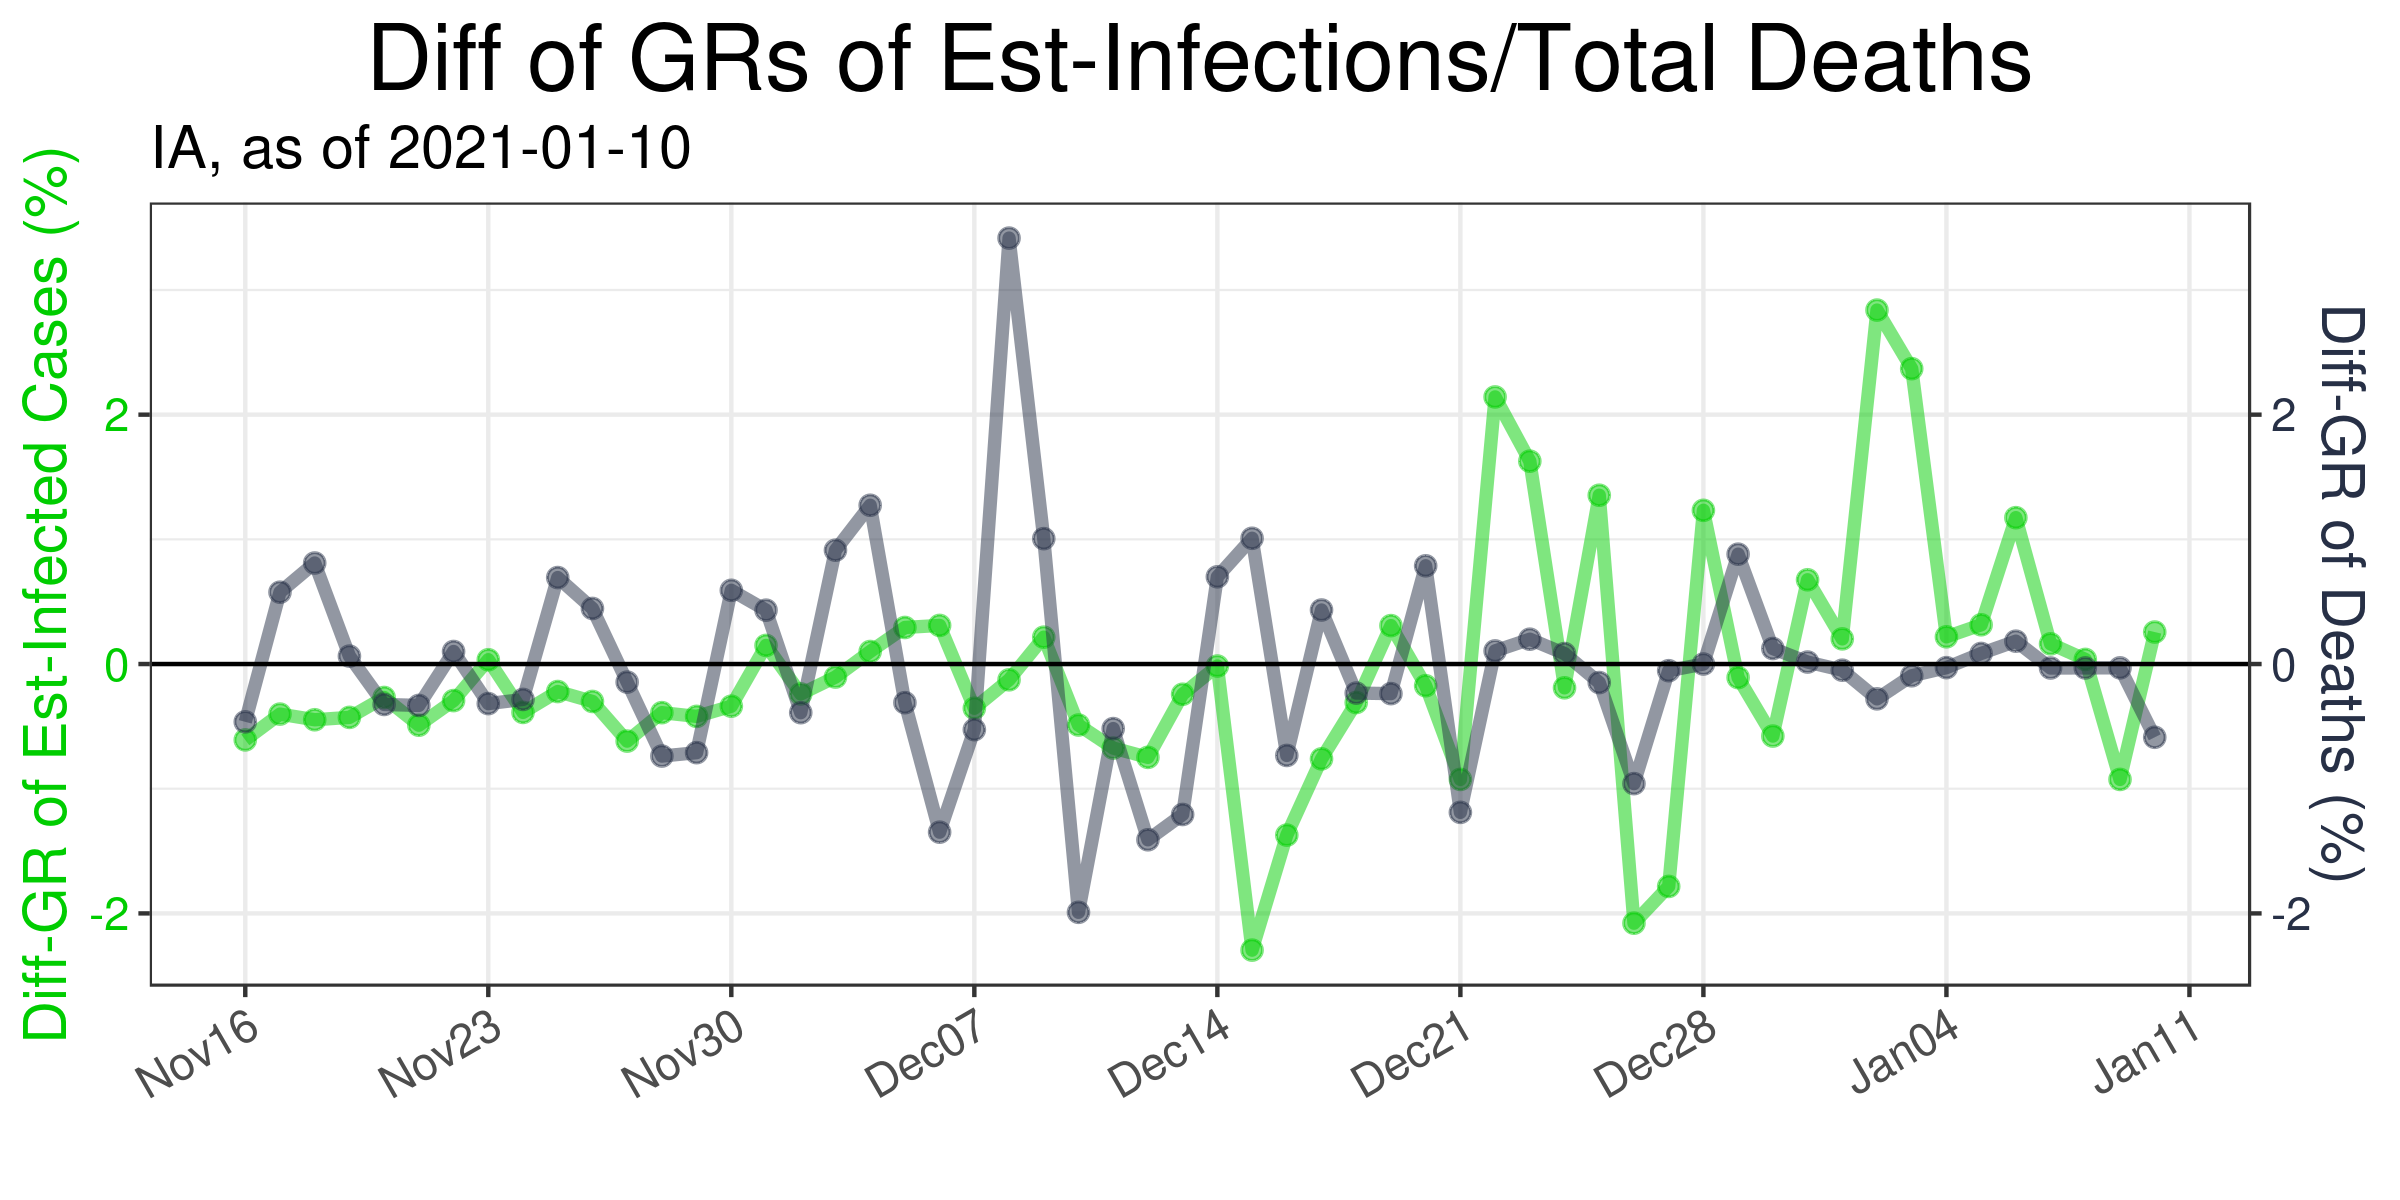 Diff of GRs of Est-Infections/Total Deaths
IA, as of 2021-01-10
Diff-GR of Est-Infected Cases (%)
2
0
-2
2
0
-2
Diff-GR of Deaths (%)
Nov16
Nov23
Nov30
Dec07
Dec14
Dec21
Dec28
Jan04
Jan11